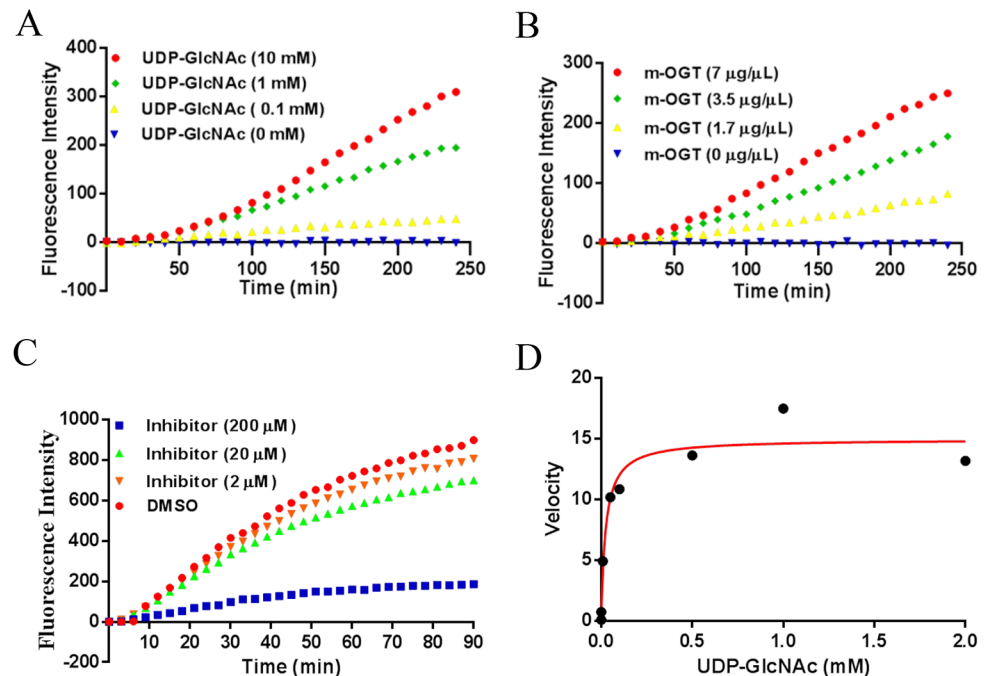 A
Fluorescence Intensity
400
300
200
100
0
-100
UDP-GlcNAc (10 mM)
UDP-GlcNAc (1 mM)
UDP-GlcNAc ( 0.1 mM)
UDP-GlcNAc (0 mM)
50 100 150 200 250
Time (min)
B
Fluorescence Intensity
300
200
100
0
-100
m-OGT (7 µg/µL)
m-OGT (3.5 µg/µL)
m-OGT (1.7 µg/µL)
m-OGT (0 µg/µL)
50 100 150 200 250
Time (min)
C
Fluorescence Intensity
1000
800
600
400
200
0
-200
Inhibitor (200 µM)
Inhibitor (20 µM)
Inhibitor (2 µM)
DMSO
10 20 30 40 50 60 70 80 90
Time (min)
D
Velocity
20
15
10
5
0
0.0 0.5 1.0 1.5 2.0
UDP-GlcNAc (mM)